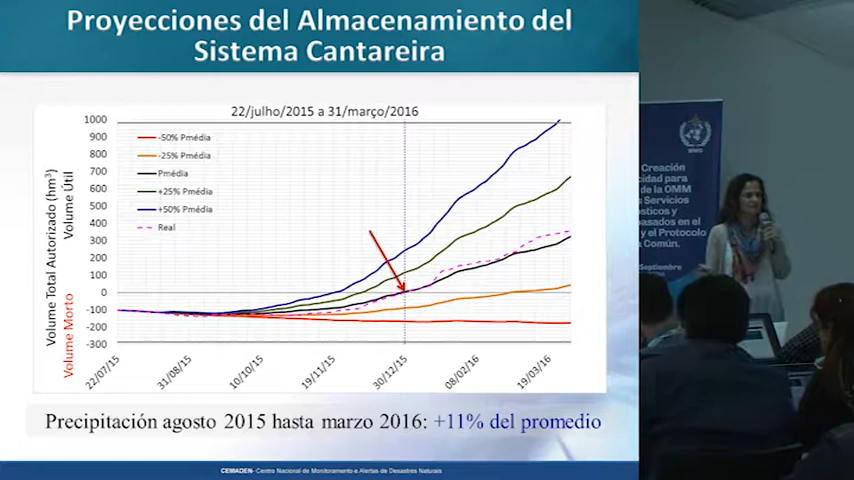 Proyecciones del Almacenamiento del
Sistema Cantareira
22/julho/2015 a 31/março/2016
Volume Total Autorizado (hm³)
Volume Útil
Volume Morto
1000
900
800
700
600
500
400
300
200
100
0
-100
-200
-300
-50% Pmédia
-25% Pmédia
Pmédia
+25% Pmédia
+50% Pmédia
Real
22/07/15
31/08/15
10/10/15
19/11/15
30/12/15
08/02/16
19/03/16
Precipitación agosto 2015 hasta marzo 2016: +11% del promedio
CEMADEN- Centro Nacional de Monitoramento e Alertas de Desastres Naturais
WMO
Creación
cidad para
de la OMM
Servicios
ósticos y
basados en el
y el Protocolo
Común.
Septiembre